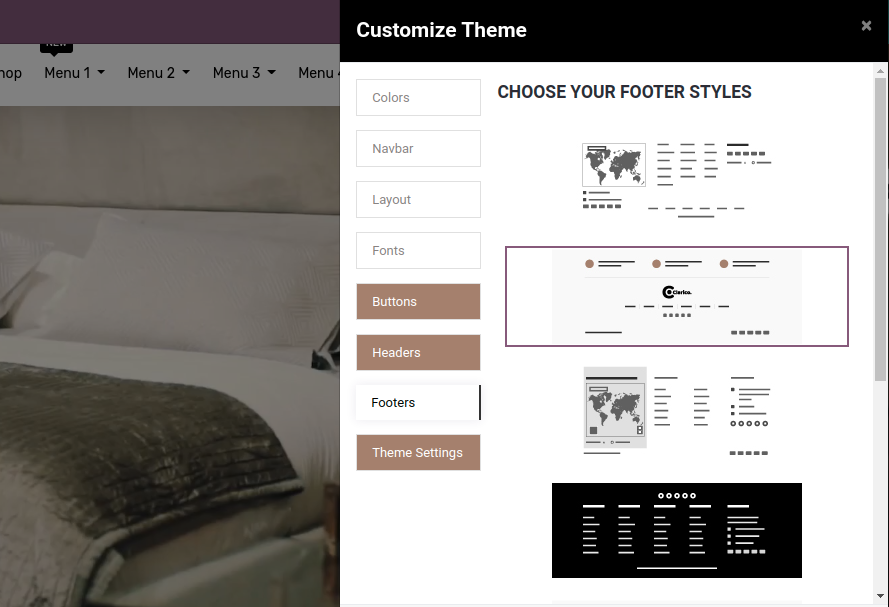 Customize Theme
×
NEW
hop Menu 1 Menu 2 Menu 3 Menu
Colors
Navbar
Layout
Fonts
Buttons
Headers
Footers
Theme Settings
CHOOSE YOUR FOOTER STYLES
Clarico.